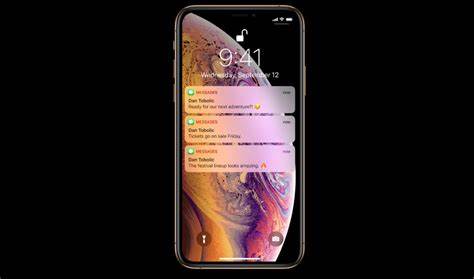 9:41
Wednesday, September 12
MESSAGES now
Dan Tobolic
Ready for our next adventure?! 😏
MESSAGES now
Dan Tobolic
Tickets go on sale Friday.
MESSAGES now
Dan Tobolic
The festival lineup looks amazing. 🔥